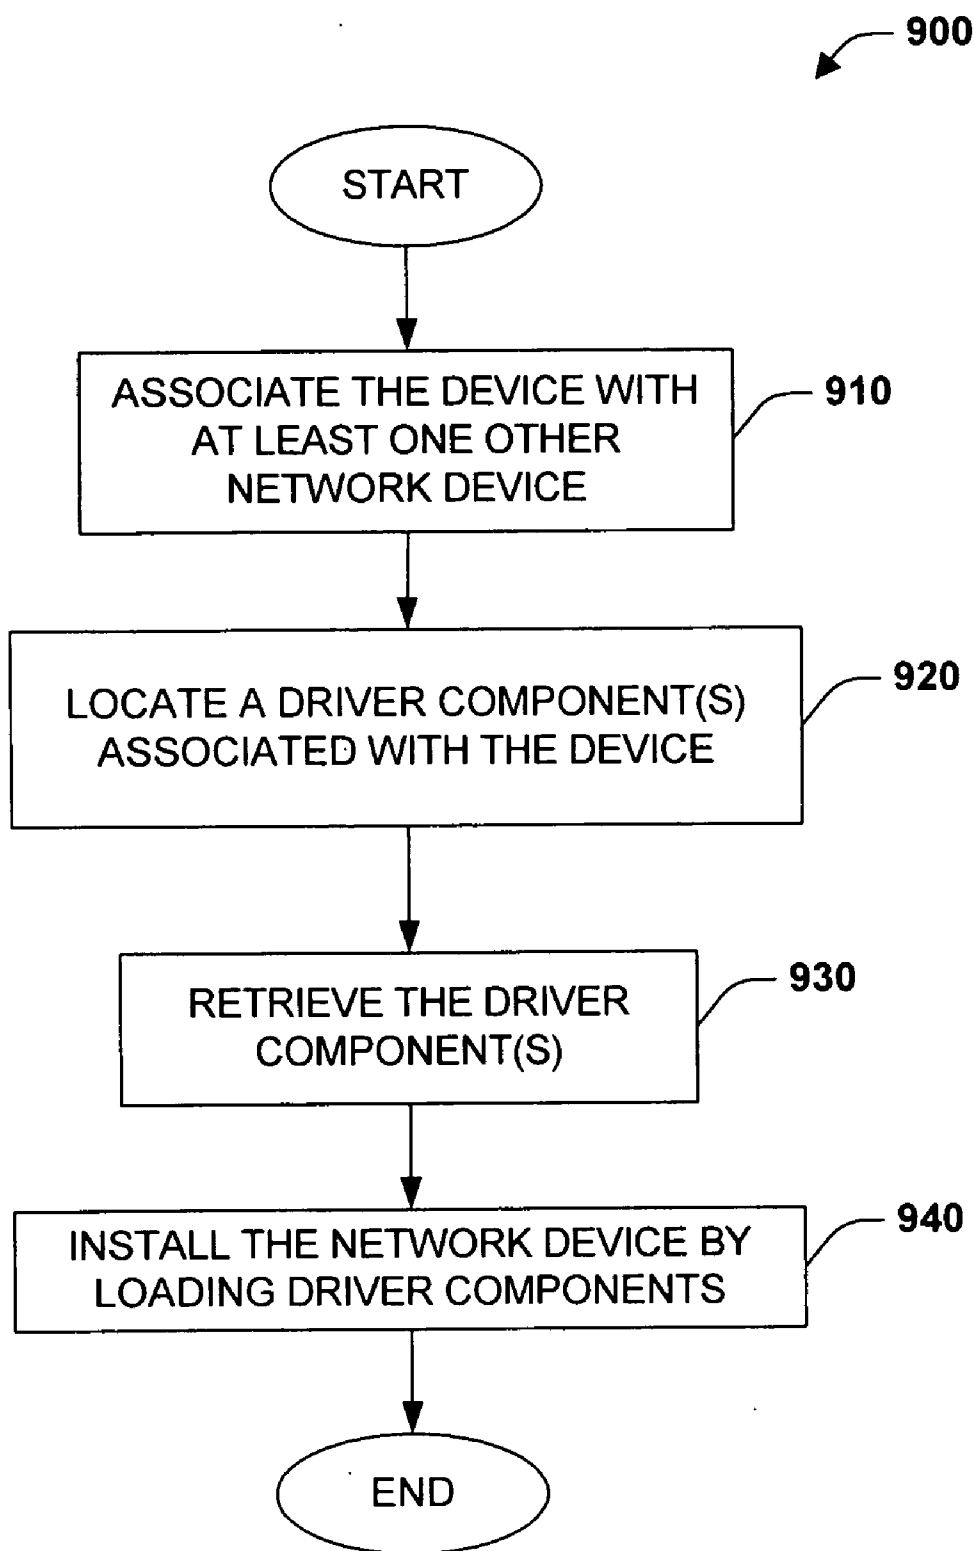 900
START
ASSOCIATE THE DEVICE WITH
AT LEAST ONE OTHER
NETWORK DEVICE
910
LOCATE A DRIVER COMPONENT(S)
ASSOCIATED WITH THE DEVICE
920
RETRIEVE THE DRIVER
COMPONENT(S)
930
INSTALL THE NETWORK DEVICE BY
LOADING DRIVER COMPONENTS
940
END